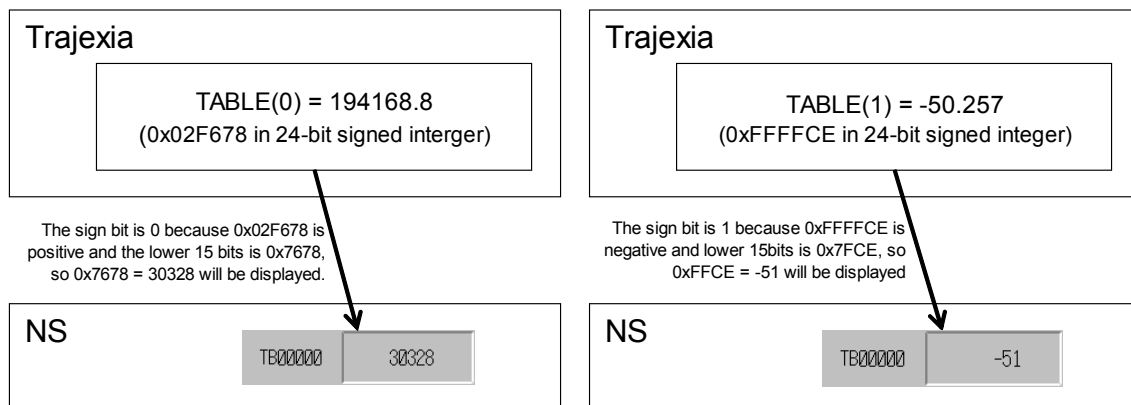 Trajexia
TABLE(0) = 194168.8
(0x02F678 in 24-bit signed interger)
The sign bit is 0 because 0x02F678 is
positive and the lower 15 bits is 0x7678,
so 0x7678 = 30328 will be displayed.
NS
TB00000
30328
Trajexia
TABLE(1) = -50.257
(0xFFFFCE in 24-bit signed integer)
The sign bit is 1 because 0xFFFFCE is
negative and lower 15bits is 0x7FCE, so
0xFFCE = -51 will be displayed
NS
TB00000
-51